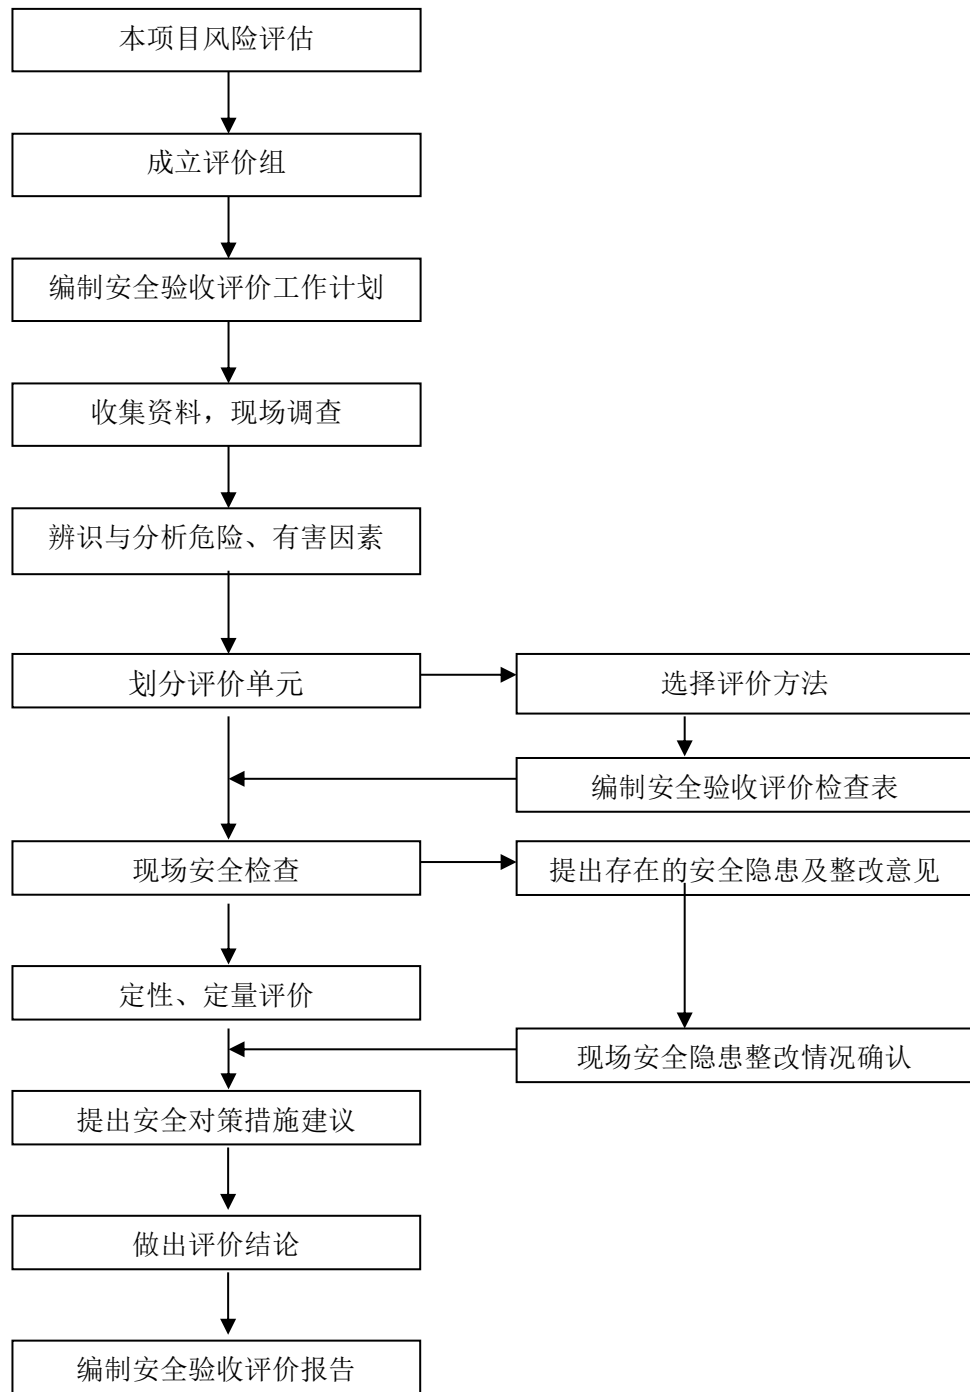 本项目风险评估
成立评价组
编制安全验收评价工作计划
收集资料，现场调查
辨识与分析危险、有害因素
划分评价单元
选择评价方法
编制安全验收评价检查表
现场安全检查
提出存在的安全隐患及整改意见
定性、定量评价
现场安全隐患整改情况确认
提出安全对策措施建议
做出评价结论
编制安全验收评价报告